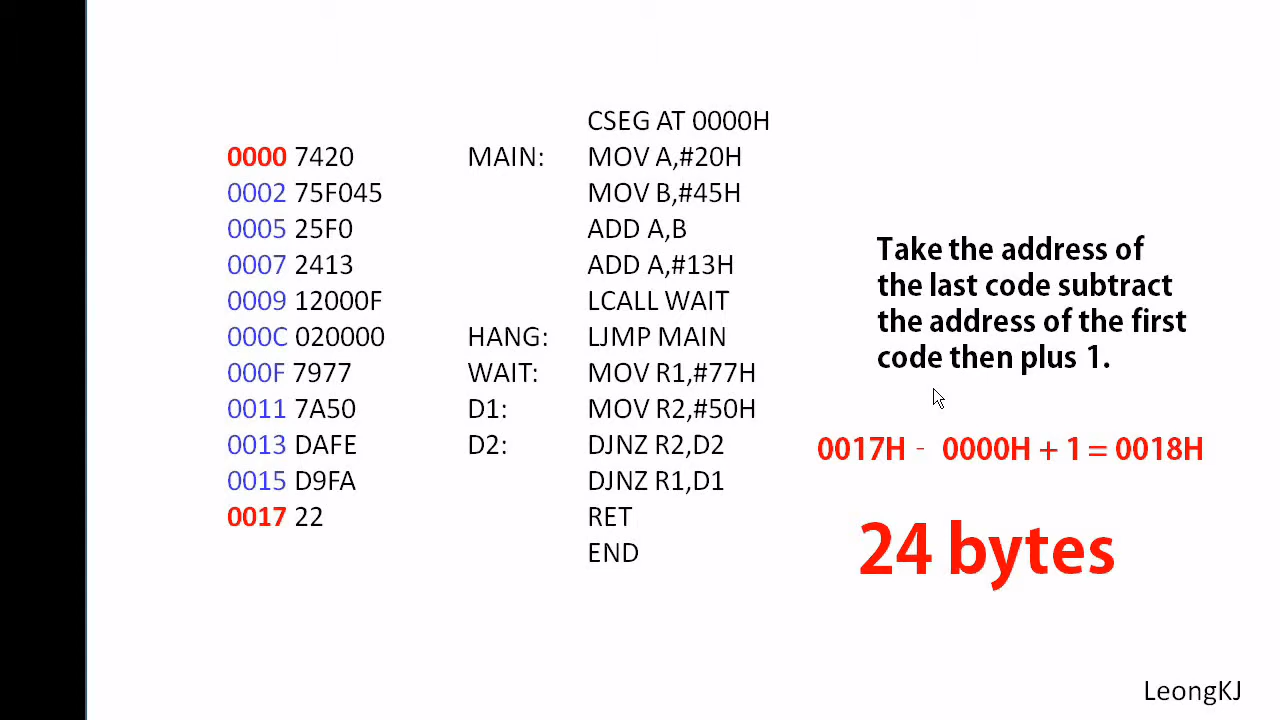 CSEG AT 0000H
0000 7420 MAIN: MOV A,#20H
0002 75F045 MOV B,#45H
0005 25F0 ADD A,B
0007 2413 ADD A,#13H
0009 12000F LCALL WAIT
000C 020000 HANG: LJMP MAIN
000F 7977 WAIT: MOV R1,#77H
0011 7A50 D1: MOV R2,#50H
0013 DAFE D2: DJNZ R2,D2
0015 D9FA DJNZ R1,D1
0017 22 RET
END
Take the address of
the last code subtract
the address of the first
code then plus 1.
0017H - 0000H + 1 = 0018H
24 bytes
LeongKJ